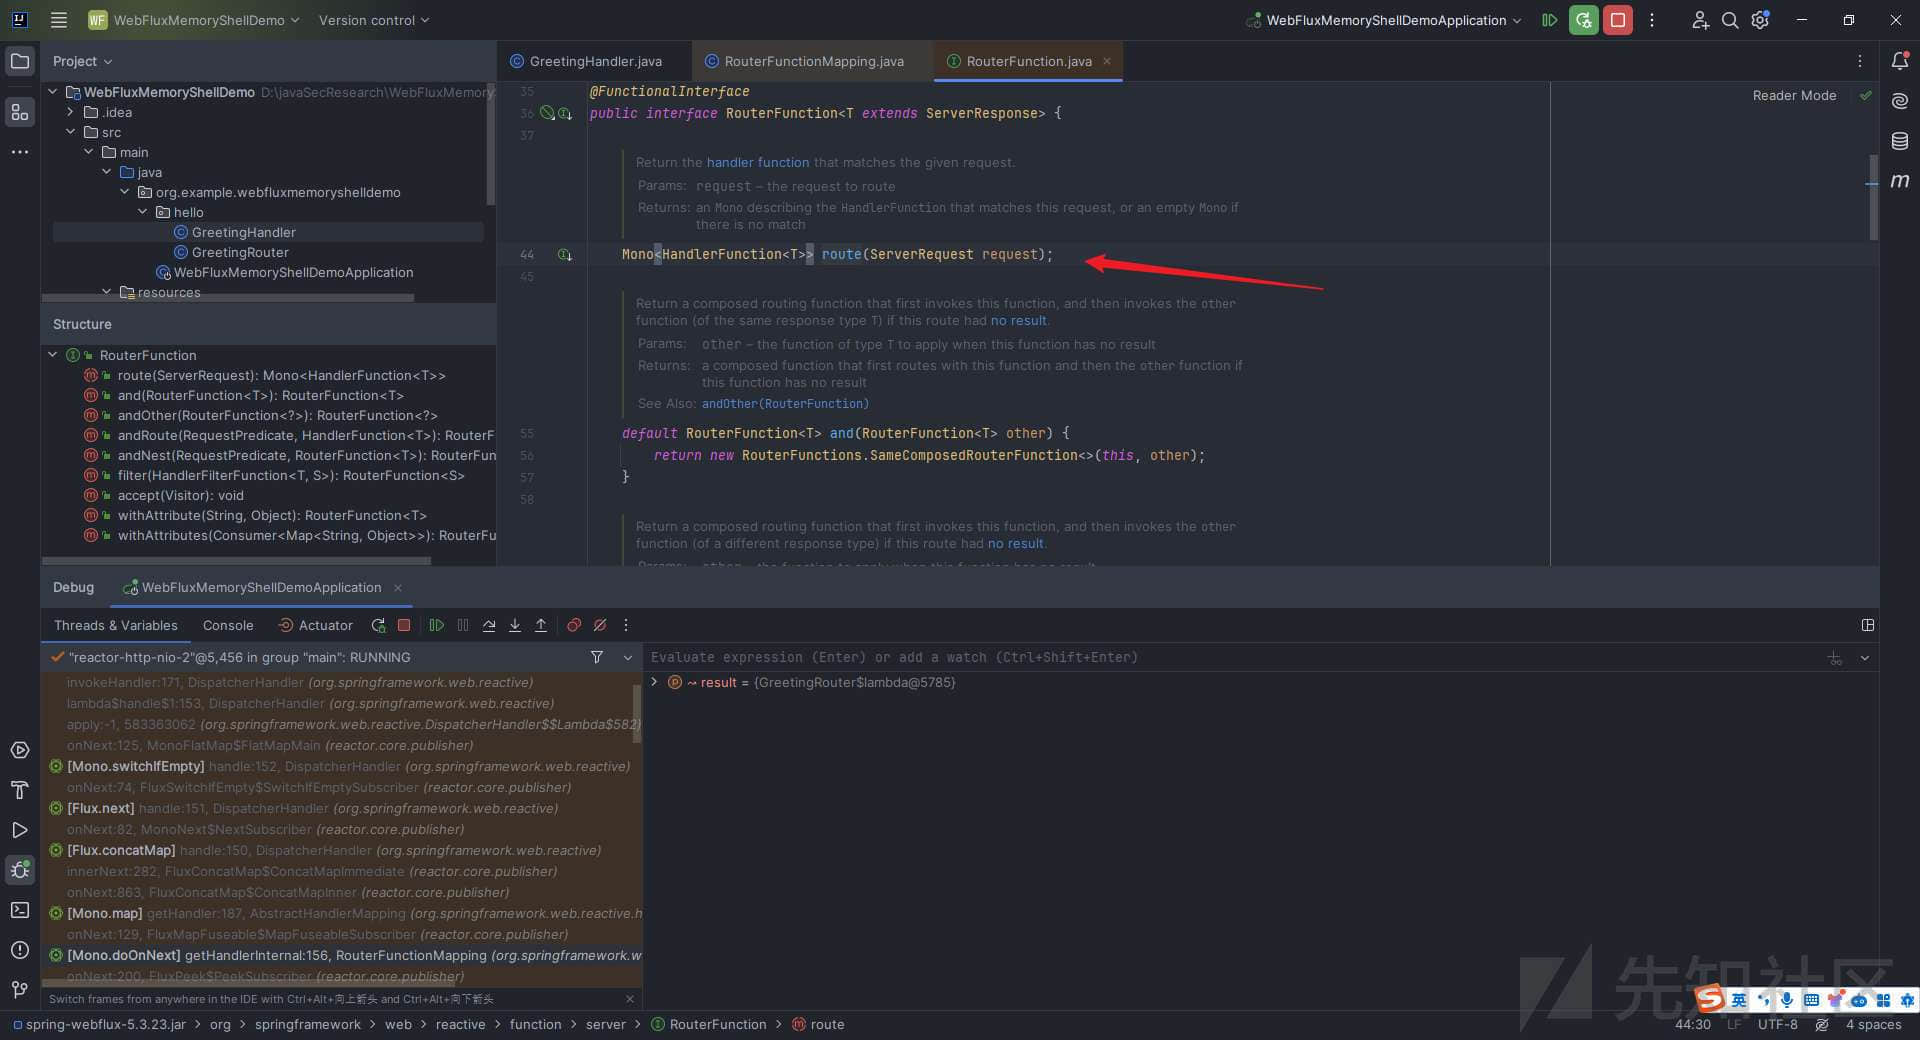 WF WebFluxMemoryShellDemo Version control WebFluxMemoryShellDemoApplication
Project
WebFluxMemoryShellDemo D:\javaSecResearch\WebFluxMemory
.idea
src
main
java
org.example.webfluxmemoryshelldemo
hello
GreetingHandler
GreetingRouter
WebFluxMemoryShellDemoApplication
resources
Structure
RouterFunction
route(ServerRequest): Mono<HandlerFunction<T>>
and(RouterFunction<T>): RouterFunction<T>
andOther(RouterFunction<?>): RouterFunction<?>
andRoute(RequestPredicate, HandlerFunction<T>): RouterF
andNest(RequestPredicate, RouterFunction<T>): RouterFun
filter(HandlerFilterFunction<T, S>): RouterFunction<S>
accept(Visitor): void
withAttribute(String, Object): RouterFunction<T>
withAttributes(Consumer<Map<String, Object>>): RouterFu
GreetingHandler.java RouterFunctionMapping.java RouterFunction.java
Reader Mode
35 @FunctionalInterface
36 public interface RouterFunction<T extends ServerResponse> {
37
Return the handler function that matches the given request.
Params: request – the request to route
Returns: an Mono describing the HandlerFunction that matches this request, or an empty Mono if
there is no match
44 Mono<HandlerFunction<T>> route(ServerRequest request);
45
Return a composed routing function that first invokes this function, and then invokes the other
function (of the same response type T) if this route had no result.
Params: other – the function of type T to apply when this function has no result
Returns: a composed function that first routes with this function and then the other function if
this function has no result
See Also: andOther(RouterFunction)
55 default RouterFunction<T> and(RouterFunction<T> other) {
56 return new RouterFunctions.SameComposedRouterFunction<>(this, other);
57 }
58
Return a composed routing function that first invokes this function, and then invokes the other
function (of a different response type) if this route had no result.
Debug WebFluxMemoryShellDemoApplication
Threads & Variables Console Actuator
"reactor-http-nio-2"@5,456 in group "main": RUNNING
invokeHandler:171, DispatcherHandler (org.springframework.web.reactive)
lambda$handle$1:153, DispatcherHandler (org.springframework.web.reactive)
apply:-1, 583363062 (org.springframework.web.reactive.DispatcherHandler$$Lambda$582)
onNext:125, MonoFlatMap$FlatMapMain (reactor.core.publisher)
[Mono.switchIfEmpty] handle:152, DispatcherHandler (org.springframework.web.reactive)
onNext:74, FluxSwitchIfEmpty$SwitchIfEmptySubscriber (reactor.core.publisher)
[Flux.next] handle:151, DispatcherHandler (org.springframework.web.reactive)
onNext:82, MonoNext$NextSubscriber (reactor.core.publisher)
[Flux.concatMap] handle:150, DispatcherHandler (org.springframework.web.reactive)
innerNext:282, FluxConcatMap$ConcatMapImmediate (reactor.core.publisher)
onNext:863, FluxConcatMap$ConcatMapInner (reactor.core.publisher)
[Mono.map] getHandler:187, AbstractHandlerMapping (org.springframework.web.reactive.h
onNext:129, FluxMapFuseable$MapFuseableSubscriber (reactor.core.publisher)
[Mono.doOnNext] getHandlerInternal:156, RouterFunctionMapping (org.springframework.w
onNext:200, FluxPeek$PeekSubscriber (reactor.core.publisher)
Switch frames from anywhere in the IDE with Ctrl+Alt+向上箭头 and Ctrl+Alt+向下箭头
Evaluate expression (Enter) or add a watch (Ctrl+Shift+Enter)
result = {GreetingRouter$lambda@5785}
先知社区
英
spring-webflux-5.3.23.jar > org > springframework > web > reactive > function > server > RouterFunction > route
44:30 LF UTF-8 4 spaces